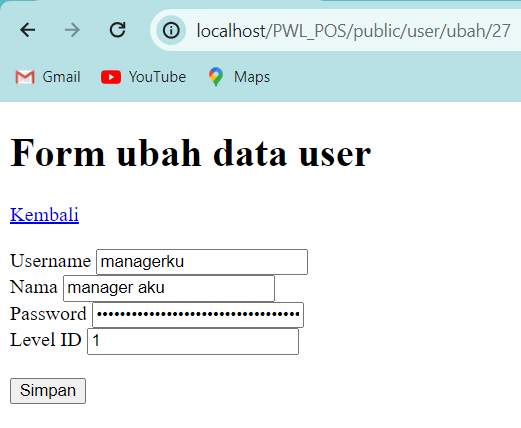 localhost/PWL_POS/public/user/ubah/27
Gmail YouTube Maps
Form ubah data user
Kembali
Username managerku
Nama manager aku
Password ••••••••••••••••••••••••••••••••••
Level ID 1
Simpan